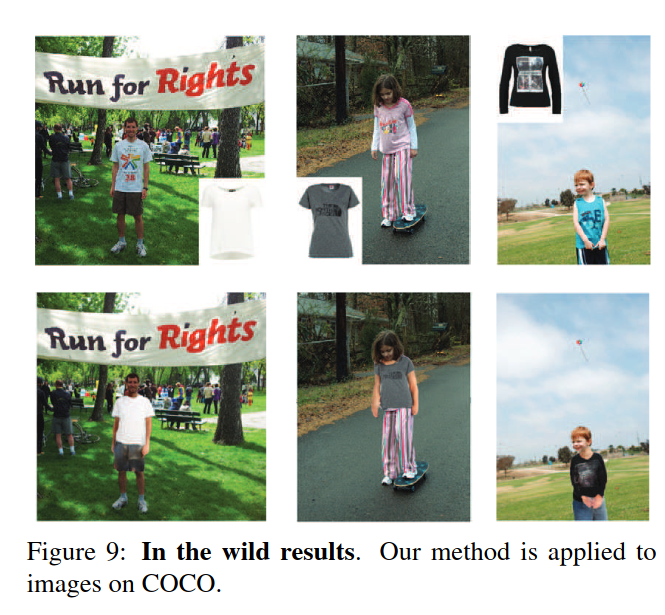 Run for Rights
Run for Rights
Figure 9: In the wild results. Our method is applied to
images on COCO.